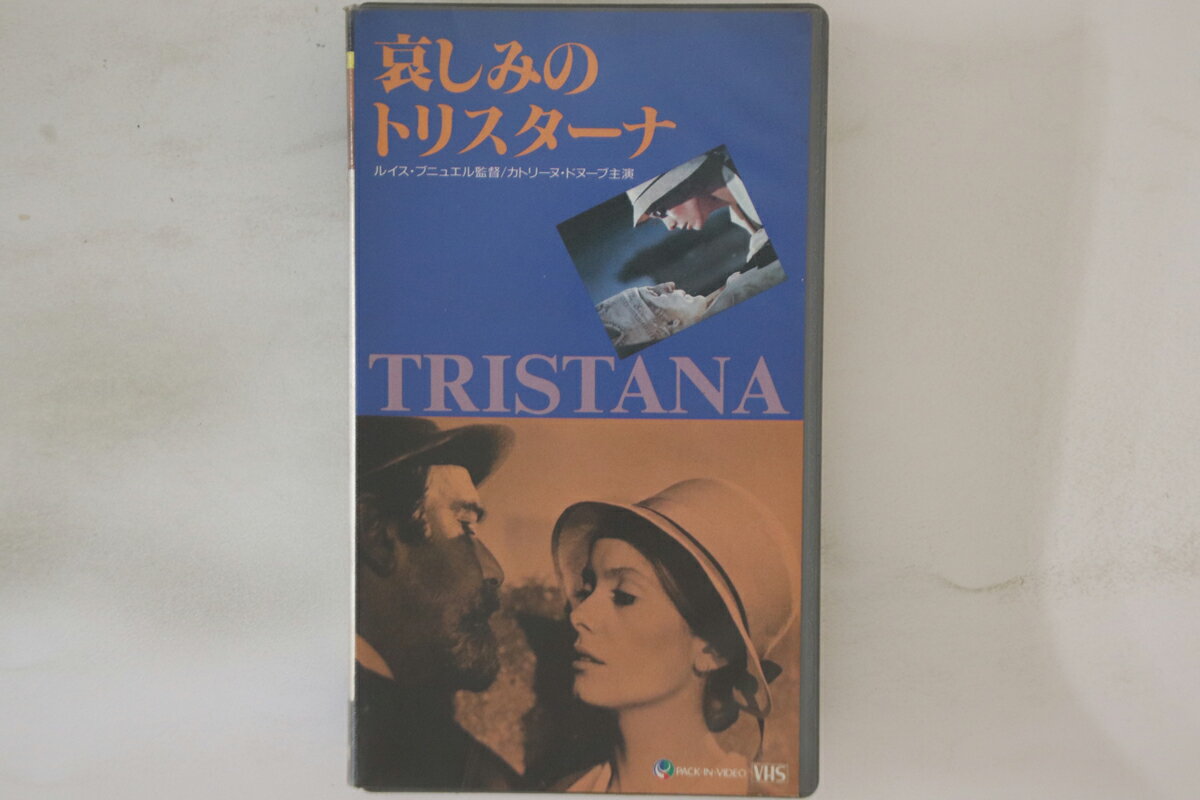 哀しみの
トリスターナ
ルイス・ブニュエル監督/カトリーヌ・ドヌーブ主演
TRISTANA
PACK-IN-VIDEO VHS